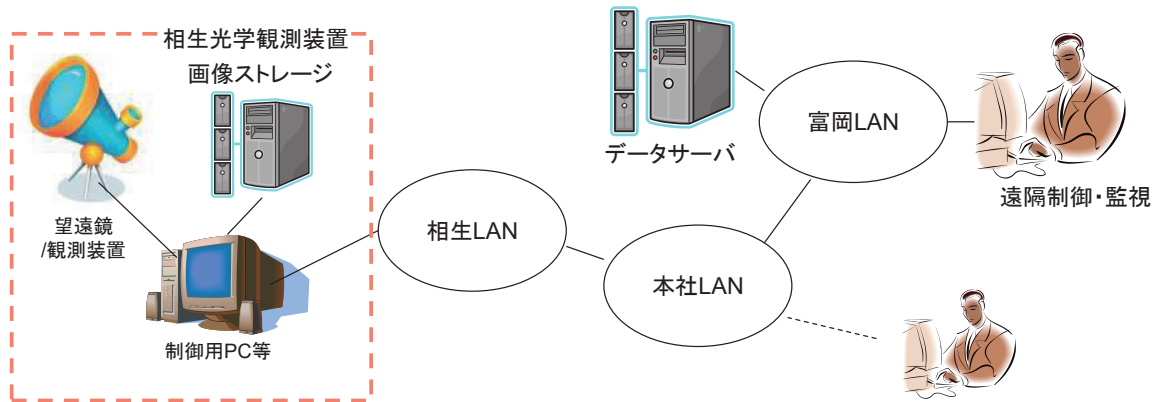 相生光学観測装置
画像ストレージ
望遠鏡
/観測装置
制御用PC等
相生LAN
本社LAN
データサーバ
富岡LAN
遠隔制御・監視